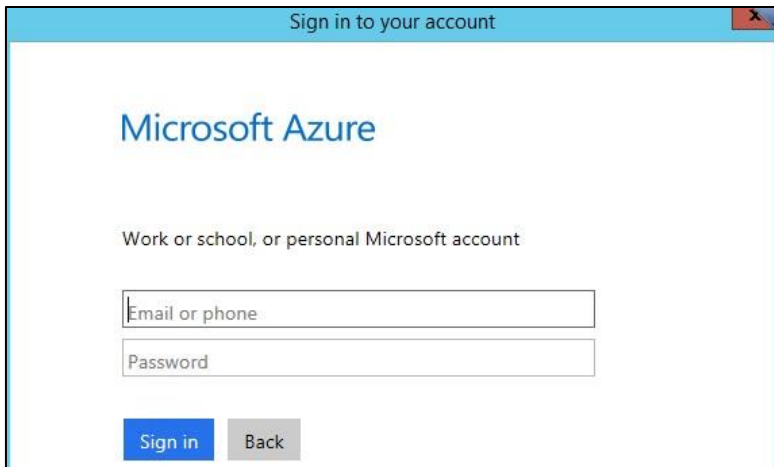 Sign in to your account
x
Microsoft Azure
Work or school, or personal Microsoft account
Email or phone
Password
Sign in Back